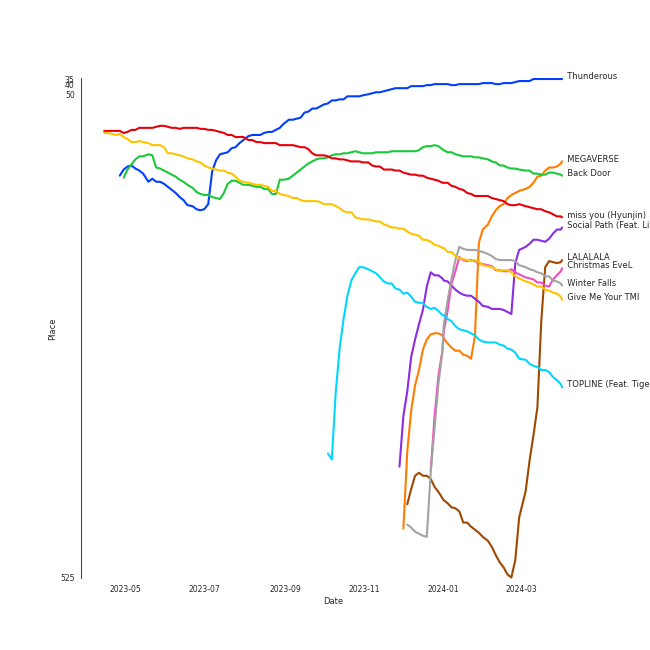 35
40
50
Thunderous
MEGAVERSE
Back Door
miss you (Hyunjin)
Social Path (Feat. Li
LALALALA
Christmas EveL
Winter Falls
Give Me Your TMI
TOPLINE (Feat. Tige
Place
525
2023-05 2023-07 2023-09 2023-11 2024-01 2024-03
Date